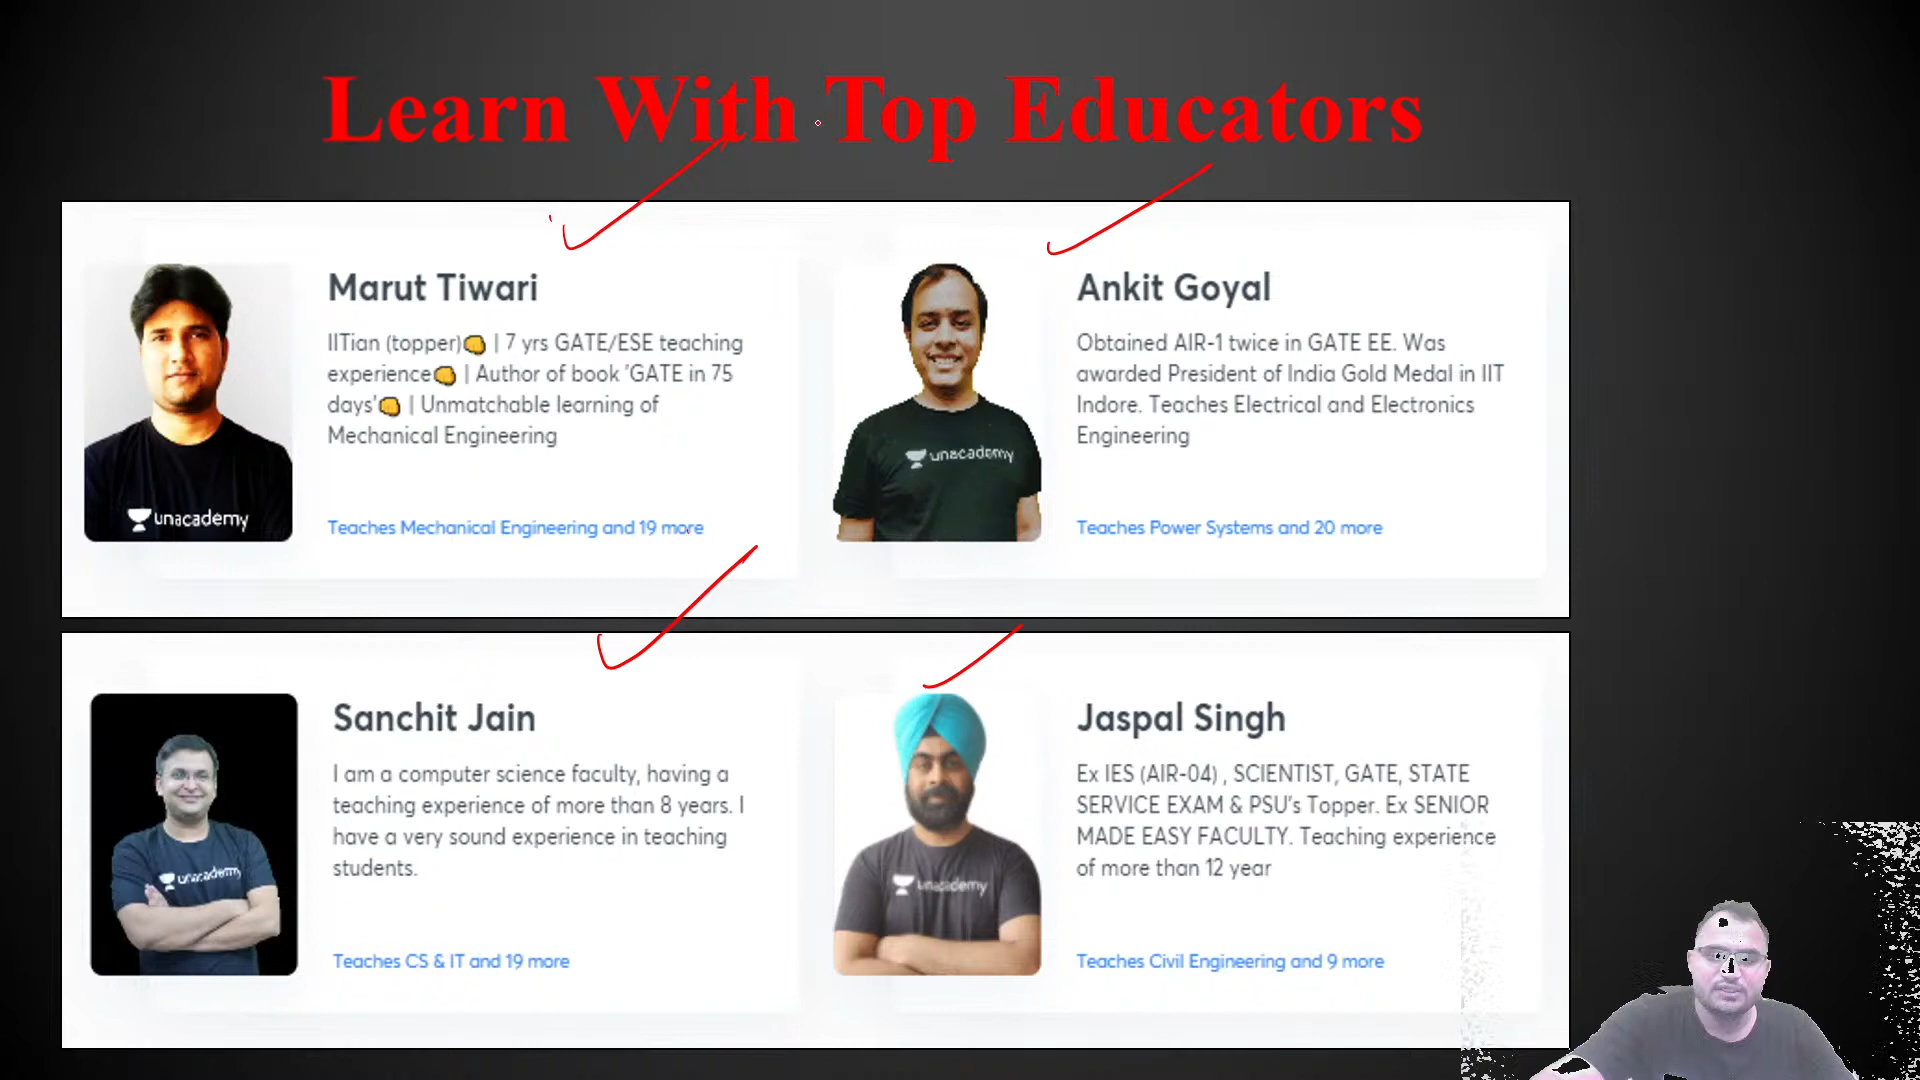 Learn With Top Educators
Marut Tiwari
IITian (topper)👊 | 7 yrs GATE/ESE teaching
experience👊 | Author of book 'GATE in 75
days'👊 | Unmatchable learning of
Mechanical Engineering
unacademy
Teaches Mechanical Engineering and 19 more
Ankit Goyal
Obtained AIR-1 twice in GATE EE. Was
awarded President of India Gold Medal in IIT
Indore. Teaches Electrical and Electronics
Engineering
unacademy
Teaches Power Systems and 20 more
Sanchit Jain
I am a computer science faculty, having a
teaching experience of more than 8 years. I
have a very sound experience in teaching
students.
unacademy
Teaches CS & IT and 19 more
Jaspal Singh
Ex IES (AIR-04) , SCIENTIST, GATE, STATE
SERVICE EXAM & PSU's Topper. Ex SENIOR
MADE EASY FACULTY. Teaching experience
of more than 12 year
unacademy
Teaches Civil Engineering and 9 more